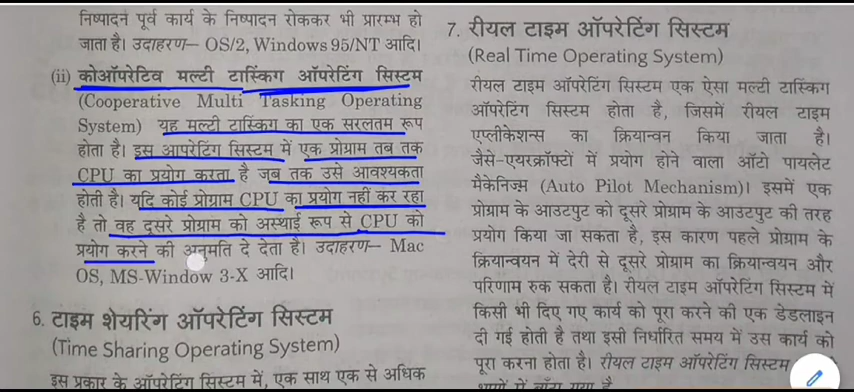 निष्पादन पूर्व कार्य के निष्पादन रोककर भी प्रारम्भ हो
जाता है। उदाहरण– OS/2, Windows 95/NT आदि।
(ii) कोऑपरेटिव मल्टी टास्किंग ऑपरेटिंग सिस्टम
(Cooperative Multi Tasking Operating
System) यह मल्टी टास्किंग का एक सरलतम रूप
होता है। इस आपरेटिंग सिस्टम में एक प्रोग्राम तब तक
CPU का प्रयोग करता है जब तक उसे आवश्यकता
होती है। यदि कोई प्रोग्राम CPU का प्रयोग नहीं कर रहा
है तो वह दूसरे प्रोग्राम को अस्थाई रूप से CPU को
प्रयोग करने की अनुमति दे देता है। उदाहरण– Mac
OS, MS-Window 3-X आदि।
6. टाइम शेयरिंग ऑपरेटिंग सिस्टम
(Time Sharing Operating System)
इस प्रकार के ऑपरेटिंग सिस्टम में, एक साथ एक से अधिक
7. रीयल टाइम ऑपरेटिंग सिस्टम
(Real Time Operating System)
रीयल टाइम ऑपरेटिंग सिस्टम एक ऐसा मल्टी टास्किंग
ऑपरेटिंग सिस्टम होता है, जिसमें रीयल टाइम
एप्लीकेशन्स का क्रियान्वन किया जाता है।
जैसे-एयरक्रॉफ्टों में प्रयोग होने वाला ऑटो पायलेट
मैकेनिज्म (Auto Pilot Mechanism)। इसमें एक
प्रोग्राम के आउटपुट को दूसरे प्रोग्राम के आउटपुट की तरह
प्रयोग किया जा सकता है, इस कारण पहले प्रोग्राम के
क्रियान्वयन में देरी से दूसरे प्रोग्राम का क्रियान्वयन और
परिणाम रुक सकता है। रीयल टाइम ऑपरेटिंग सिस्टम में
किसी भी दिए गए कार्य को पूरा करने की एक डेडलाइन
दी गई होती है तथा इसी निर्धारित समय में उस कार्य को
पूरा करना होता है। रीयल टाइम ऑपरेटिंग सिस्टम